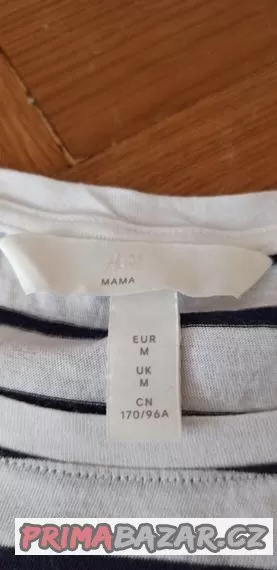 H&M
MAMA
EUR
M
UK
M
CN
170/96A
PRIMABAZAR.CZ